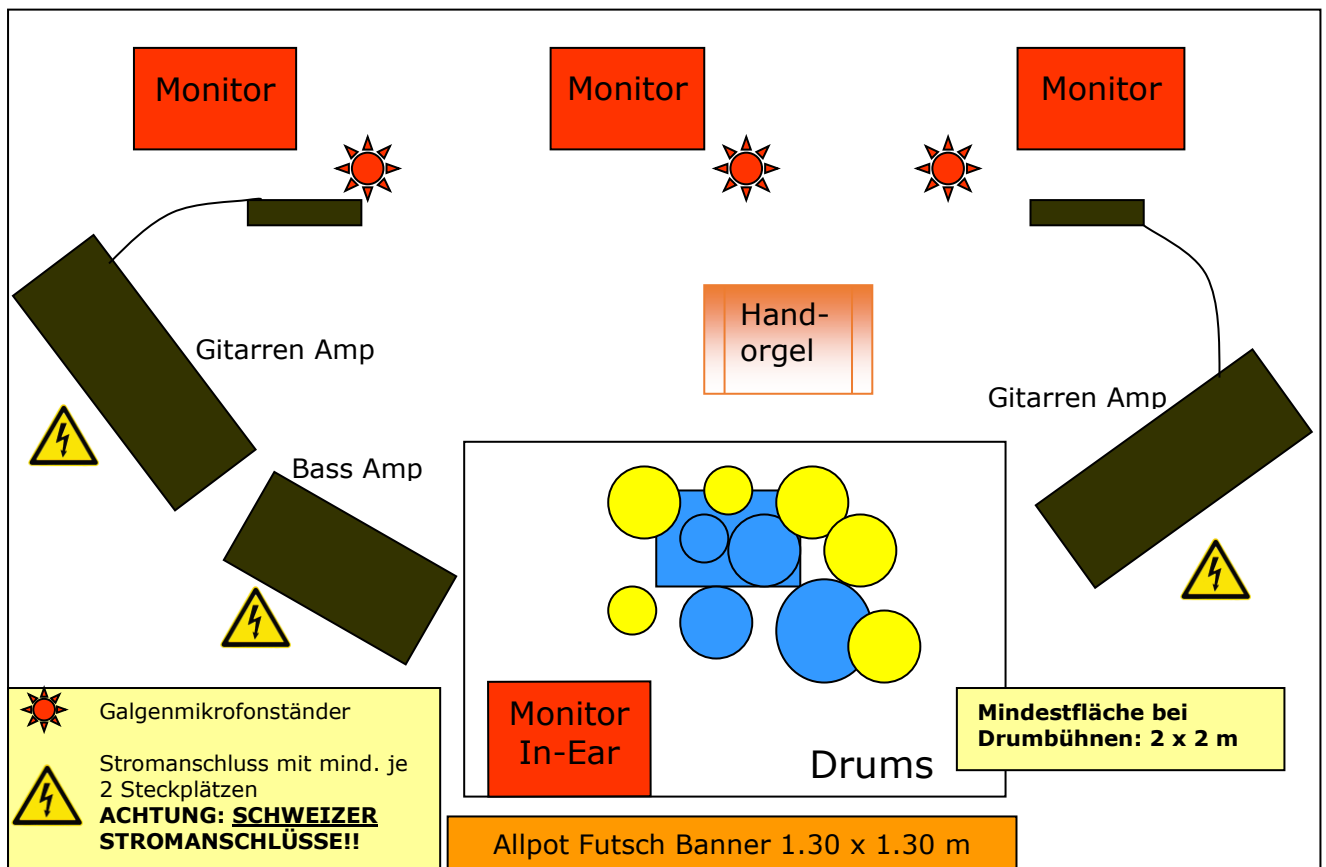 Monitor
Monitor
Monitor
Hand-
orgel
Gitarren Amp
Gitarren Amp
Bass Amp
Monitor
In-Ear
Drums
Mindestfläche bei
Drumbühnen: 2 x 2 m
Galgenmikrofonständer
Stromanschluss mit mind. je
2 Steckplätzen
ACHTUNG: SCHWEIZER
STROMANSCHLÜSSE!!
Allpot Futsch Banner 1.30 x 1.30 m